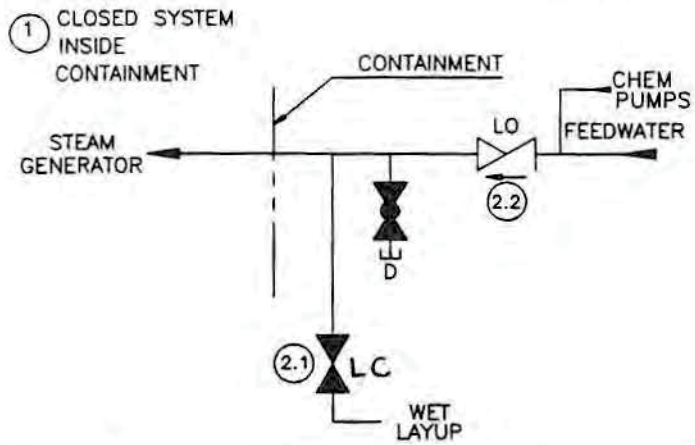 1 CLOSED SYSTEM
INSIDE
CONTAINMENT
CONTAINMENT
CHEM
PUMPS
LO
FEEDWATER
STEAM
GENERATOR
2.2
D
2.1 LC
WET
LAYUP